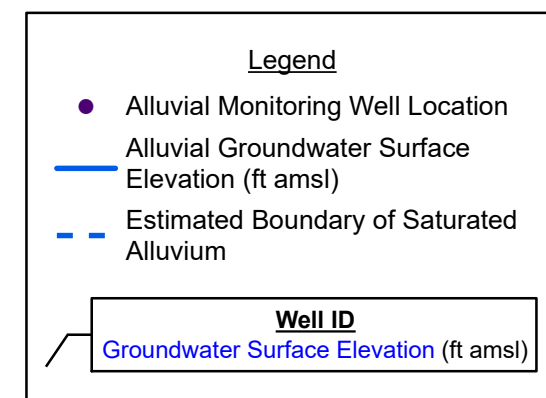 Legend
Alluvial Monitoring Well Location
Alluvial Groundwater Surface
Elevation (ft amsl)
Estimated Boundary of Saturated
Alluvium
Well ID
Groundwater Surface Elevation (ft amsl)